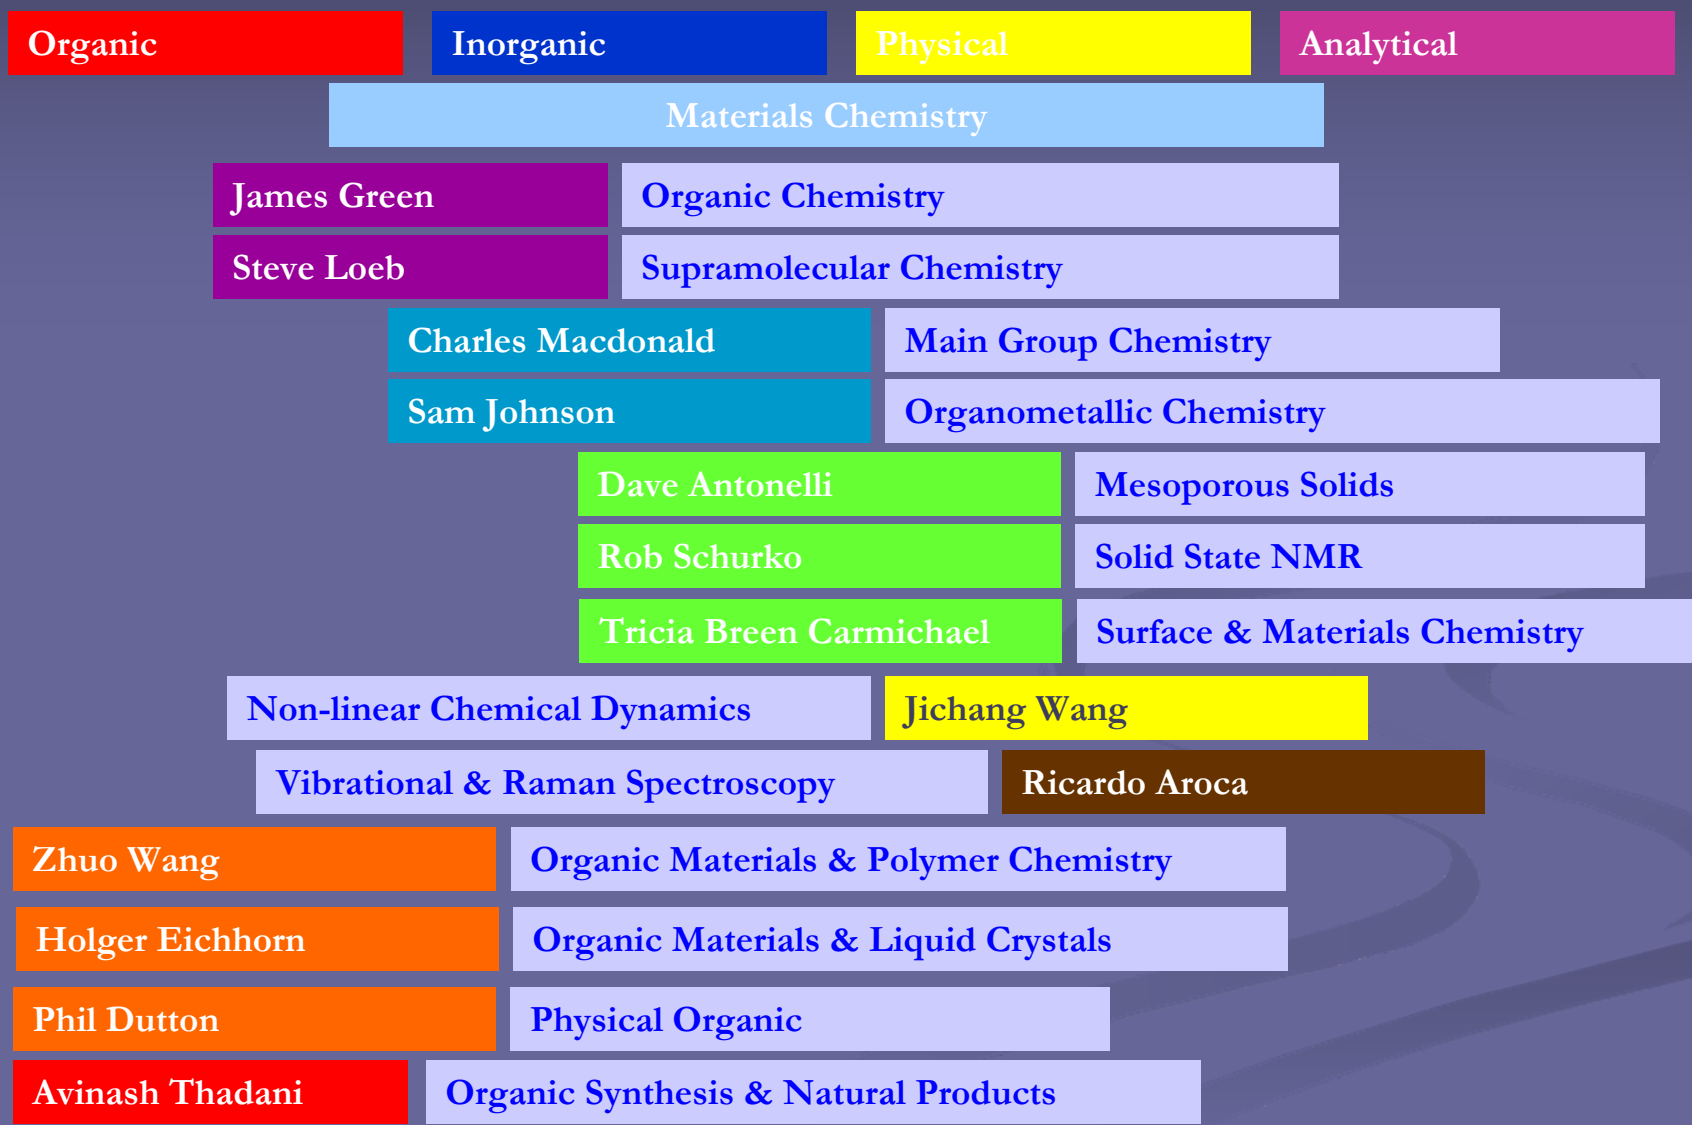 Organic Inorganic Physical Analytical
Materials Chemistry
James Green Organic Chemistry
Steve Loeb Supramolecular Chemistry
Charles Macdonald Main Group Chemistry
Sam Johnson Organometallic Chemistry
Dave Antonelli Mesoporous Solids
Rob Schurko Solid State NMR
Tricia Breen Carmichael Surface & Materials Chemistry
Non-linear Chemical Dynamics Jichang Wang
Vibrational & Raman Spectroscopy Ricardo Aroca
Zhuo Wang Organic Materials & Polymer Chemistry
Holger Eichhorn Organic Materials & Liquid Crystals
Phil Dutton Physical Organic
Avinash Thadani Organic Synthesis & Natural Products